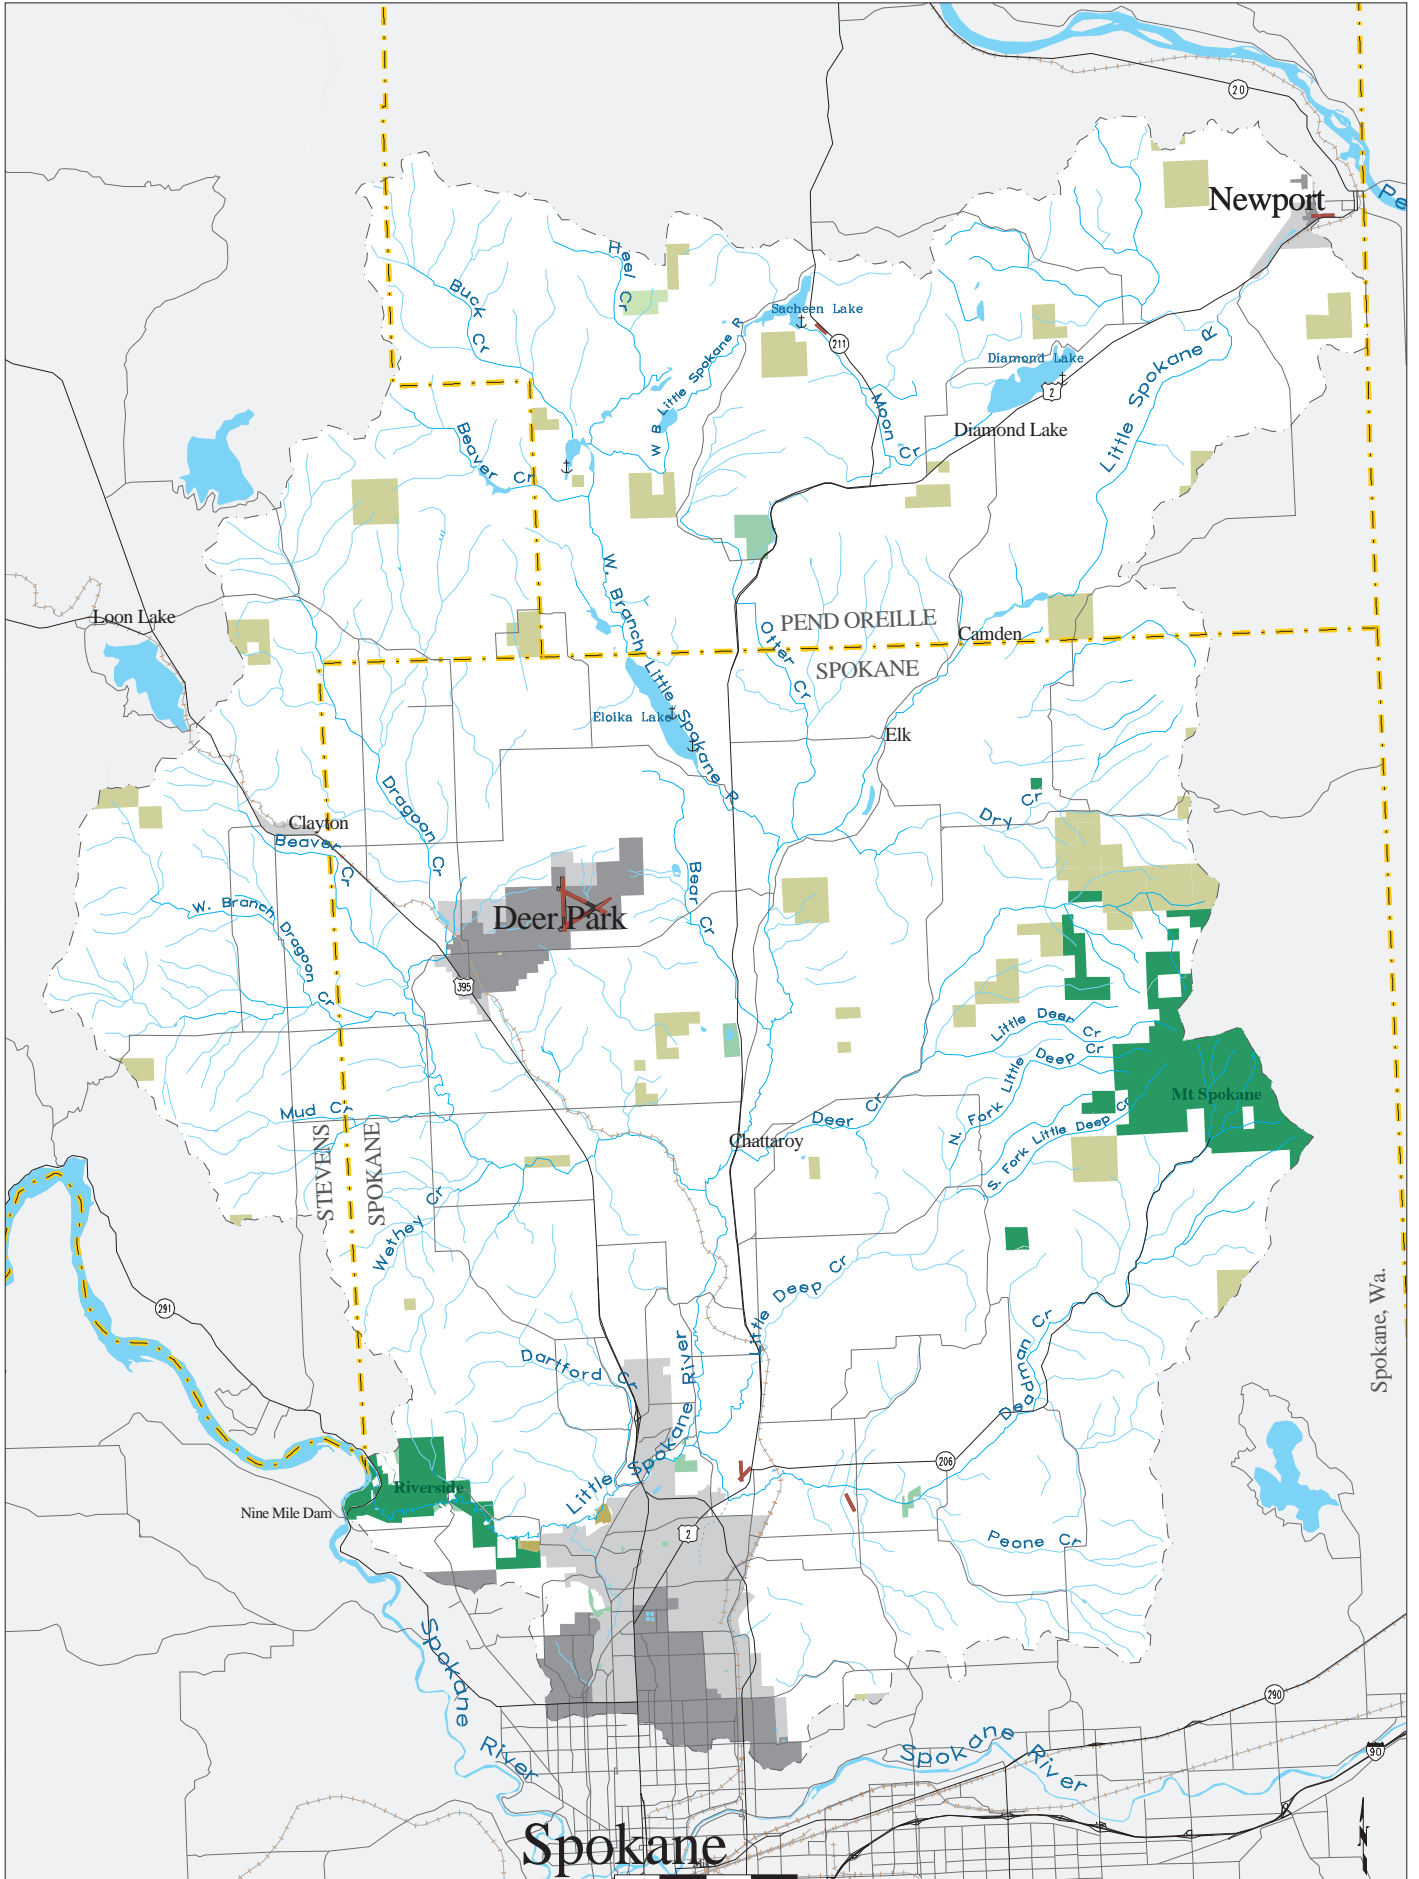 20
Newport
Pe
Heel Cr
Buck Cr
Sacheen Lake
W B Little Spokane R
211
Diamond Lake
2
Little Spokane R
Moon Cr
Diamond Lake
Beaver Cr
W. Branch Little Spokane R
Loon Lake
PEND OREILLE
Otter Cr
Camden
SPOKANE
Eloika Lake
Elk
Dragoon Cr
Dry Cr
Clayton
Beaver Cr
Bear Cr
W. Branch Dragoon Cr
Deer Park
395
Little Deer Cr
N. Fork Little Deep Cr
Mt Spokane
Mud Cr
Deer Cr
S. Fork Little Deep Cr
Chattaroy
STEVENS
SPOKANE
Wethey Cr
Little Deep Cr
291
Spokane, Wa.
Dartford Cr
Deadman Cr
Little Spokane River
206
Riverside
Nine Mile Dam
2
Peone Cr
Spokane River
290
Spokane River
90
Spokane
N